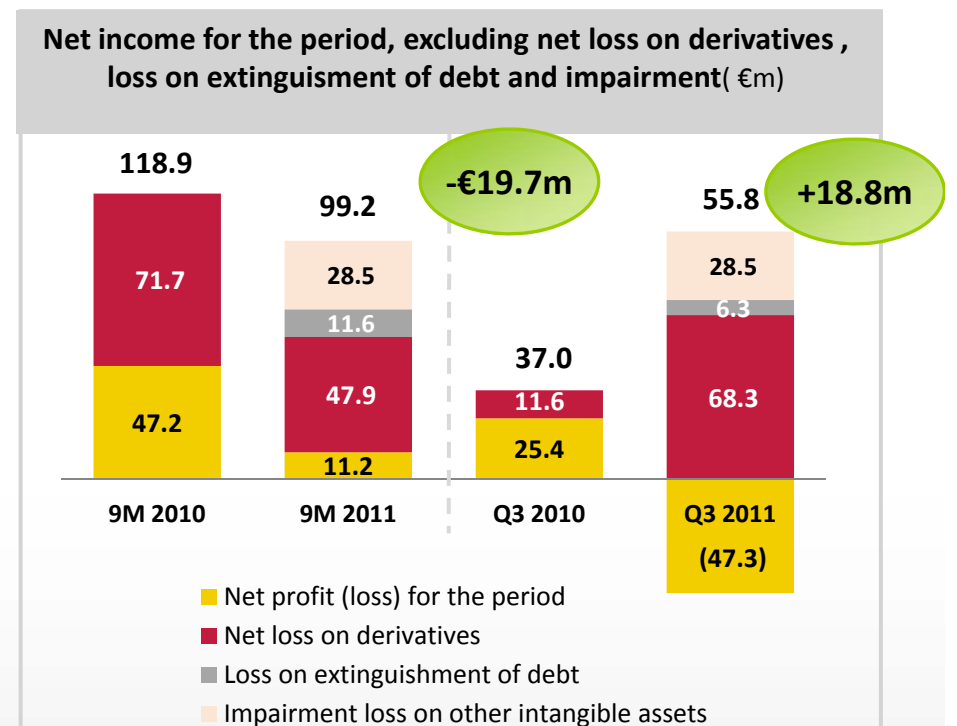 Net income for the period, excluding net loss on derivatives ,
loss on extinguisment of debt and impairment( €m)
118.9
-€19.7m
+18.8m
99.2
55.8
71.7
28.5
28.5
11.6
6.3
37.0
47.9
11.6
68.3
47.2
25.4
11.2
9M 2010
9M 2011
Q3 2010
Q3 2011
(47.3)
Net profit (loss) for the period
Net loss on derivatives
Loss on extinguishment of debt
Impairment loss on other intangible assets